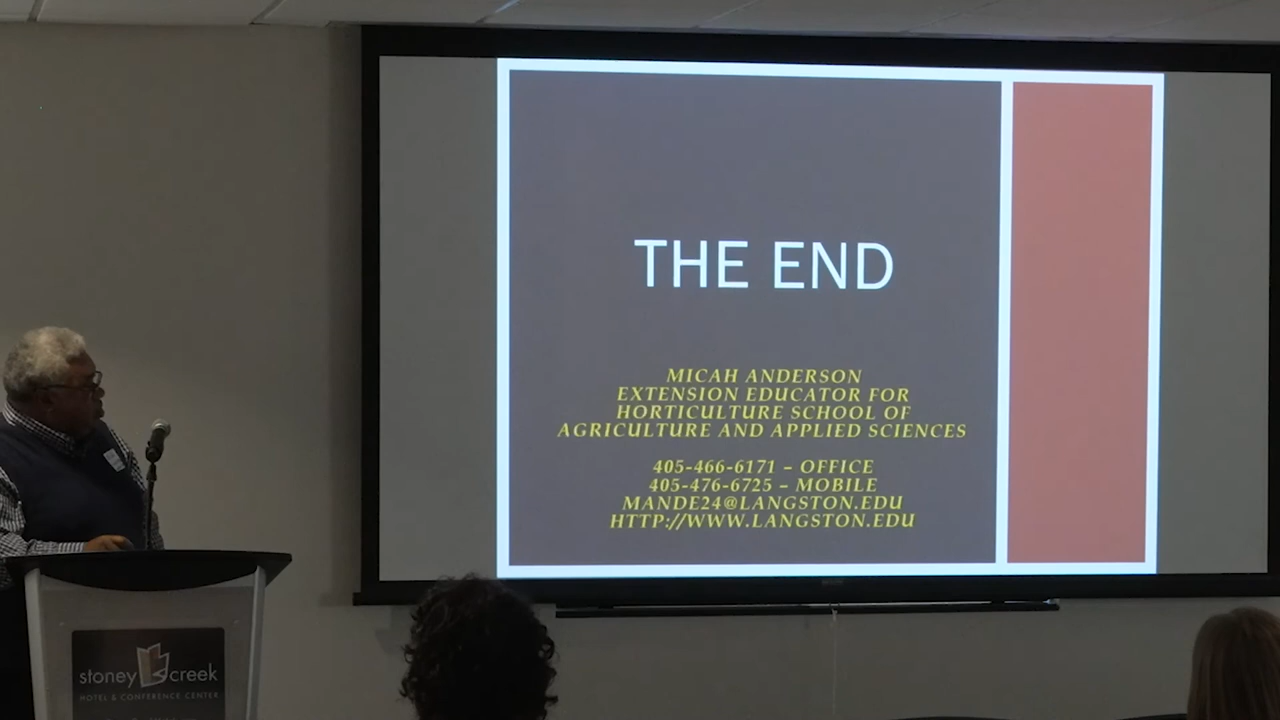 THE END
MICAH ANDERSON
EXTENSION EDUCATOR FOR
HORTICULTURE SCHOOL OF
AGRICULTURE AND APPLIED SCIENCES
405-466-6171 – OFFICE
405-476-6725 – MOBILE
MANDE24@LANGSTON.EDU
HTTP://WWW.LANGSTON.EDU
stoney creek
HOTEL & CONFERENCE CENTER